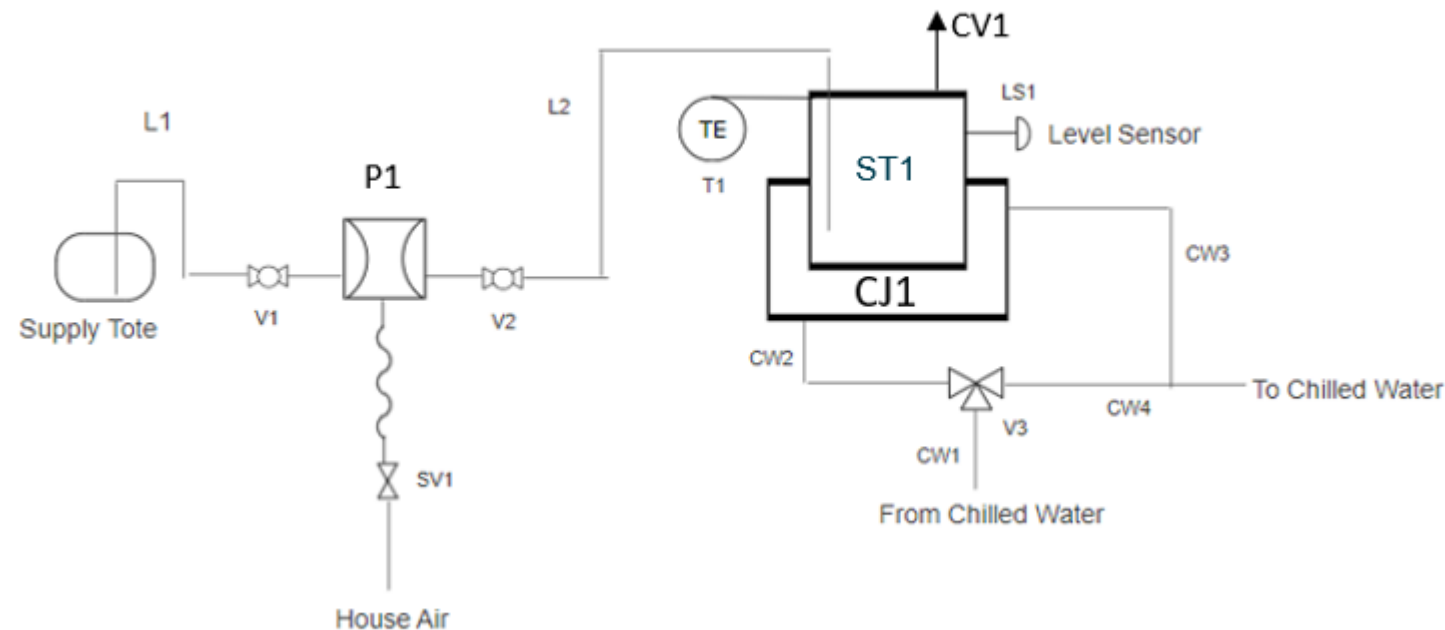 CV1
LS1
L2
L1
TE
Level Sensor
P1
ST1
T1
CW3
CJ1
V1
V2
Supply Tote
CW2
To Chilled Water
CW4
V3
CW1
SV1
From Chilled Water
House Air